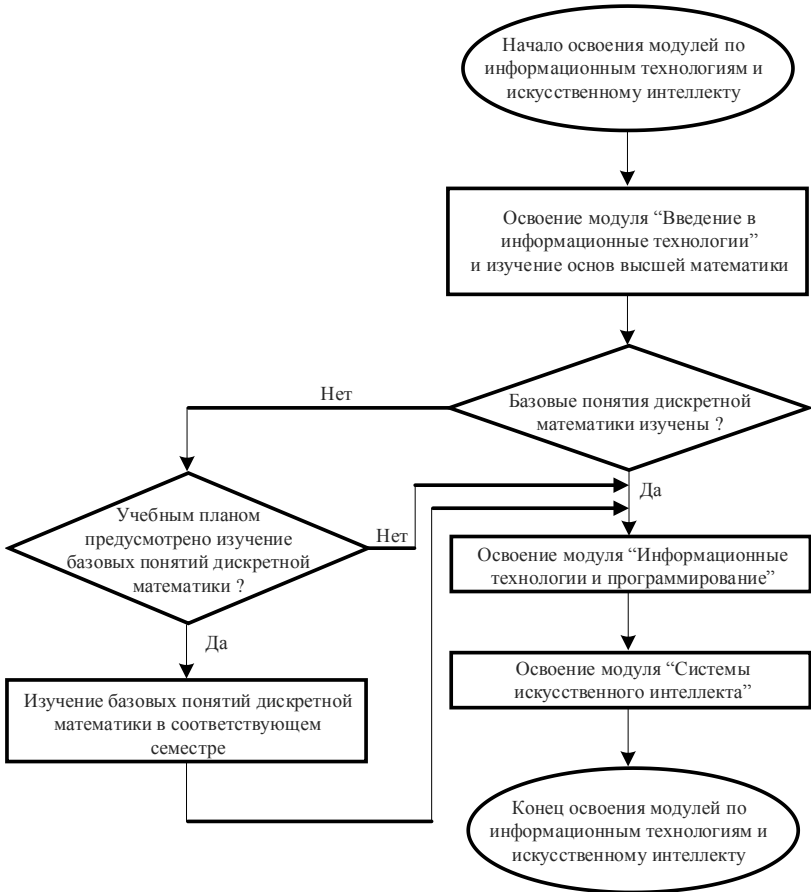 Начало освоения модулей по
информационным технологиям и
искусственному интеллекту
Освоение модуля “Введение в
информационные технологии”
и изучение основ высшей математики
Базовые понятия дискретной
математики изучены ?
Нет
Да
Учебным планом
предусмотрено изучение
базовых понятий дискретной
математики ?
Нет
Да
Изучение базовых понятий дискретной
математики в соответствующем
семестре
Освоение модуля “Информационные
технологии и программирование”
Освоение модуля “Системы
искусственного интеллекта”
Конец освоения модулей по
информационным технологиям и
искусственному интеллекту